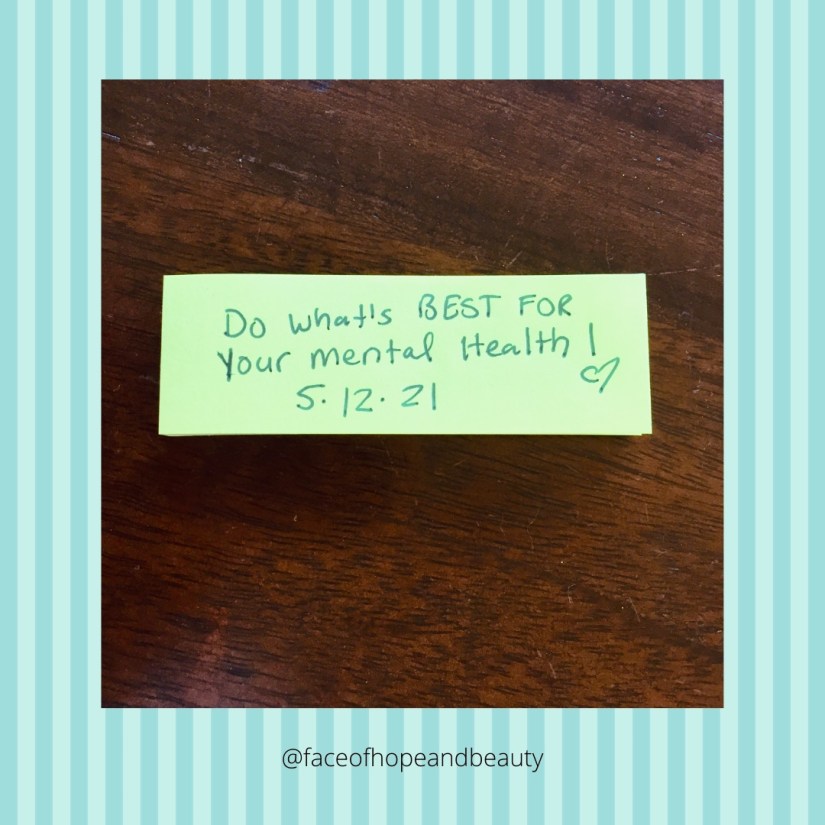 Do what's BEST FOR
Your mental Health!
5.12.21
@faceofhopeandbeauty